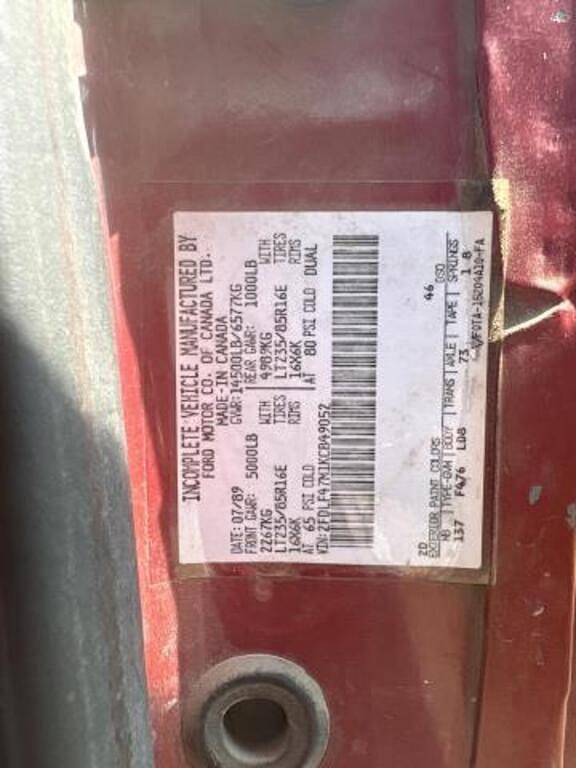 INCOMPLETE VEHICLE MANUFACTURED BY
FORD MOTOR CO. OF CANADA LTD.
MADE IN CANADA
DATE: 07/89 GVWR: 14500LB/6577KG
FRONT GAWR: 5000LB WITH REAR GAWR: 1000LB WITH
2267KG TIRES 4989KG TIRES
LT235/85R16E RIMS LT235/85R16E RIMS
16X6K 16X6K
AT 65 PSI COLD AT 80 PSI COLD DUAL
VIN: 2FDLF47M1KCB49052
46
2D DSO
EXTERIOR PAINT COLORS
WB TYPE-GVW BODY TRANS AXLE TAPE SPRINGS
137 F476 LDB 73 1 8